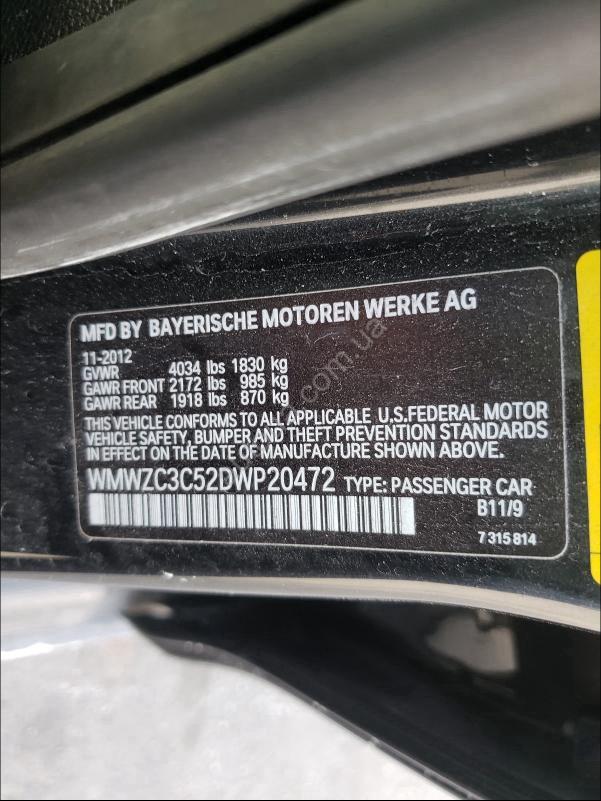 MFD BY BAYERISCHE MOTOREN WERKE AG
11-2012
GVWR 4034 lbs 1830 kg
GAWR FRONT 2172 lbs 985 kg
GAWR REAR 1918 lbs 870 kg
THIS VEHICLE CONFORMS TO ALL APPLICABLE U.S.FEDERAL MOTOR
VEHICLE SAFETY, BUMPER AND THEFT PREVENTION STANDARDS
IN EFFECT ON THE DATE OF MANUFACTURE SHOWN ABOVE.
WMWZC3C52DWP20472 TYPE: PASSENGER CAR
B11/9
7 315 814